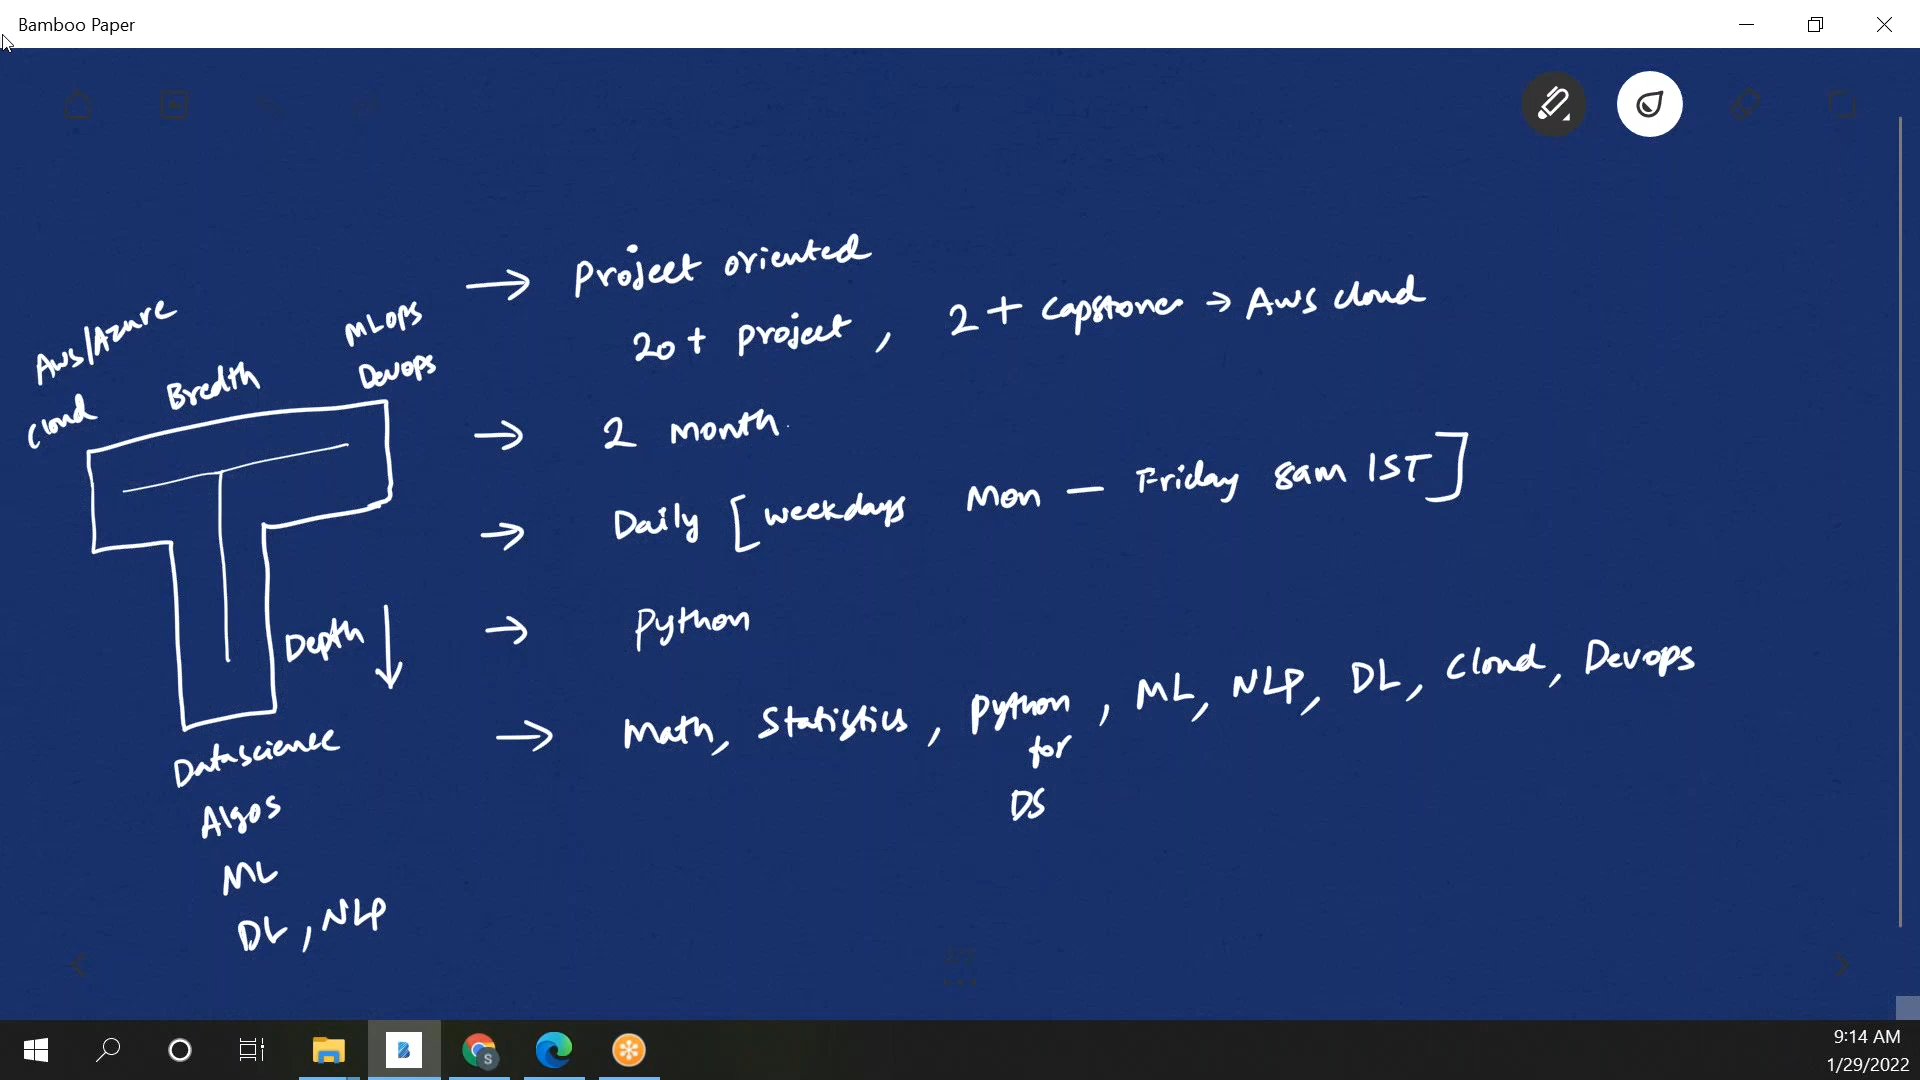 Bamboo Paper
→ Project oriented
20+ project, 2+ capstone → Aws cloud
Aws/Azure
cloud
Bredth
MLops
Devops
→ 2 month
→ Daily [weekdays Mon - Friday 8am IST]
Depth ↓
→ Python
→ Math, Statistics, Python for DS, ML, NLP, DL, Cloud, Devops
Datascience
Algos
ML
DL, NLP
9:14 AM
1/29/2022